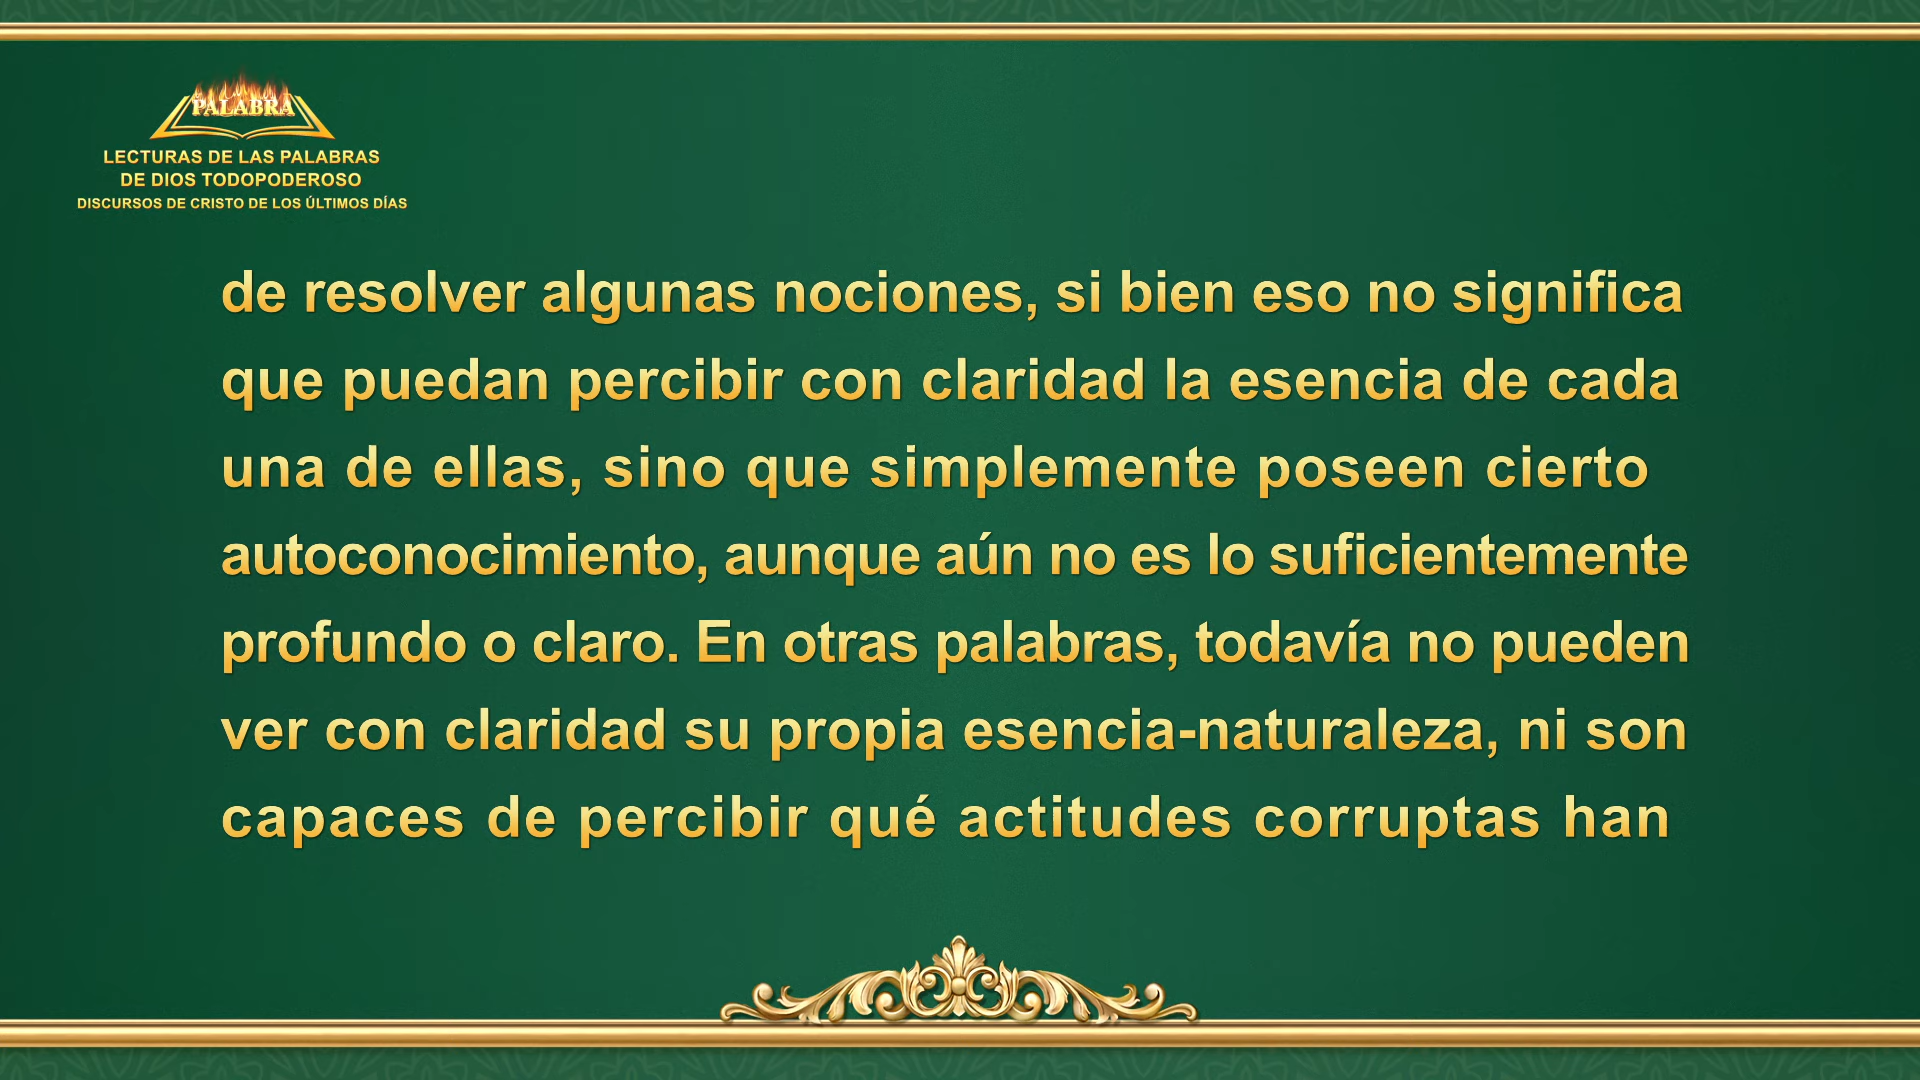 PALABRA
LECTURAS DE LAS PALABRAS
DE DIOS TODOPODEROSO
DISCURSOS DE CRISTO DE LOS ÚLTIMOS DÍAS
de resolver algunas nociones, si bien eso no significa
que puedan percibir con claridad la esencia de cada
una de ellas, sino que simplemente poseen cierto
autoconocimiento, aunque aún no es lo suficientemente
profundo o claro. En otras palabras, todavía no pueden
ver con claridad su propia esencia-naturaleza, ni son
capaces de percibir qué actitudes corruptas han